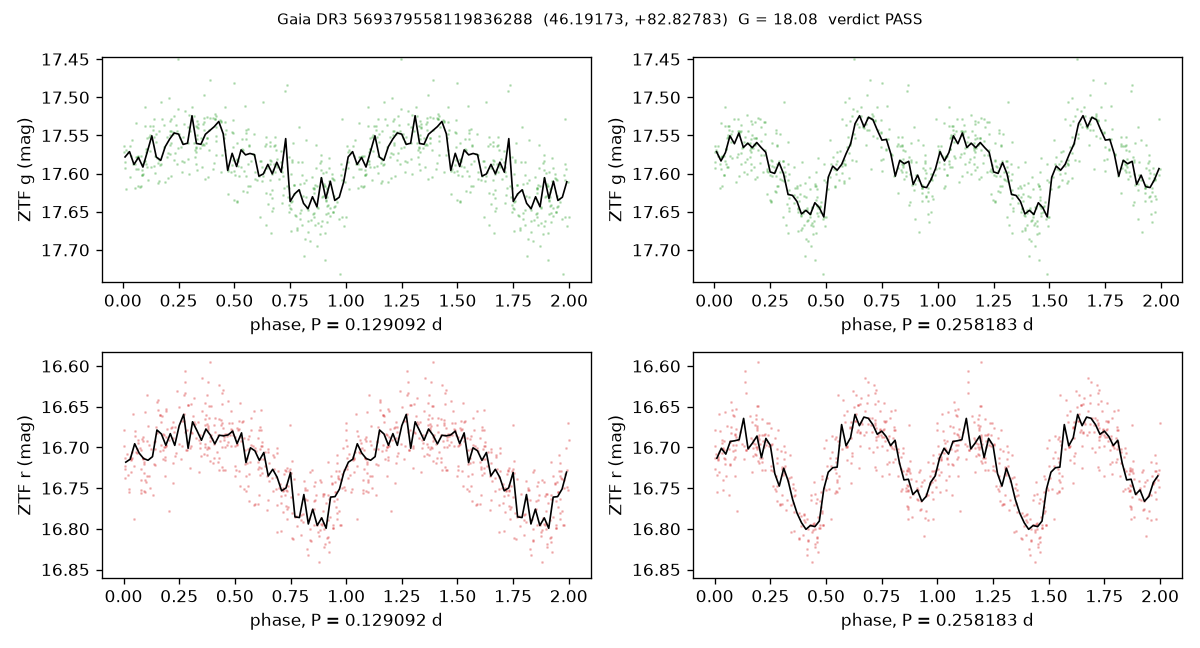 Gaia DR3 569379558119836288 (46.19173, +82.82783) G = 18.08 verdict PASS
17.45
17.50
17.55
17.60
17.65
17.70
ZTF g (mag)
0.00 0.25 0.50 0.75 1.00 1.25 1.50 1.75 2.00
phase, P = 0.129092 d
17.45
17.50
17.55
17.60
17.65
17.70
ZTF g (mag)
0.00 0.25 0.50 0.75 1.00 1.25 1.50 1.75 2.00
phase, P = 0.258183 d
16.60
16.65
16.70
16.75
16.80
16.85
ZTF r (mag)
0.00 0.25 0.50 0.75 1.00 1.25 1.50 1.75 2.00
phase, P = 0.129092 d
16.60
16.65
16.70
16.75
16.80
16.85
ZTF r (mag)
0.00 0.25 0.50 0.75 1.00 1.25 1.50 1.75 2.00
phase, P = 0.258183 d